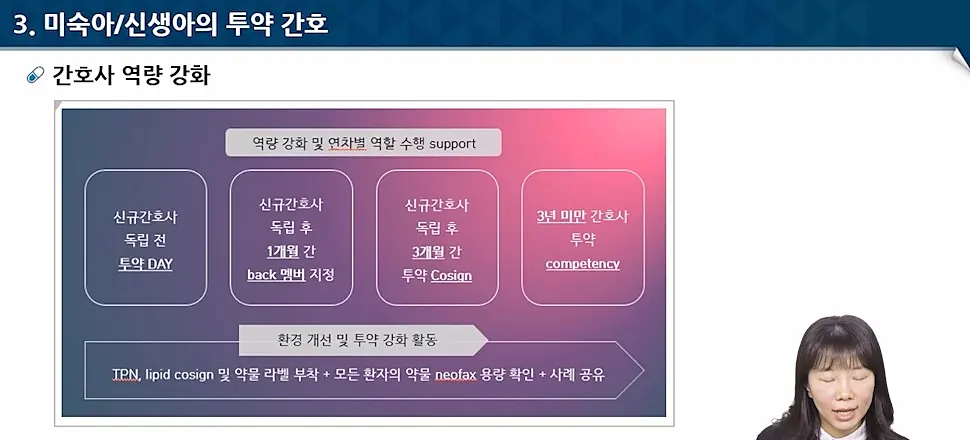 3. 미숙아/신생아의 투약 간호
간호사 역량 강화
역량 강화 및 연차별 역할 수행 support
신규간호사
독립 전
투약 DAY
신규간호사
독립 후
1개월 간
back 멤버 지정
신규간호사
독립 후
3개월 간
투약 Cosign
3년 미만 간호사
투약
competency
환경 개선 및 투약 강화 활동
TPN, lipid cosign 및 약물 라벨 부착 + 모든 환자의 약물 neofax 용량 확인 + 사례 공유